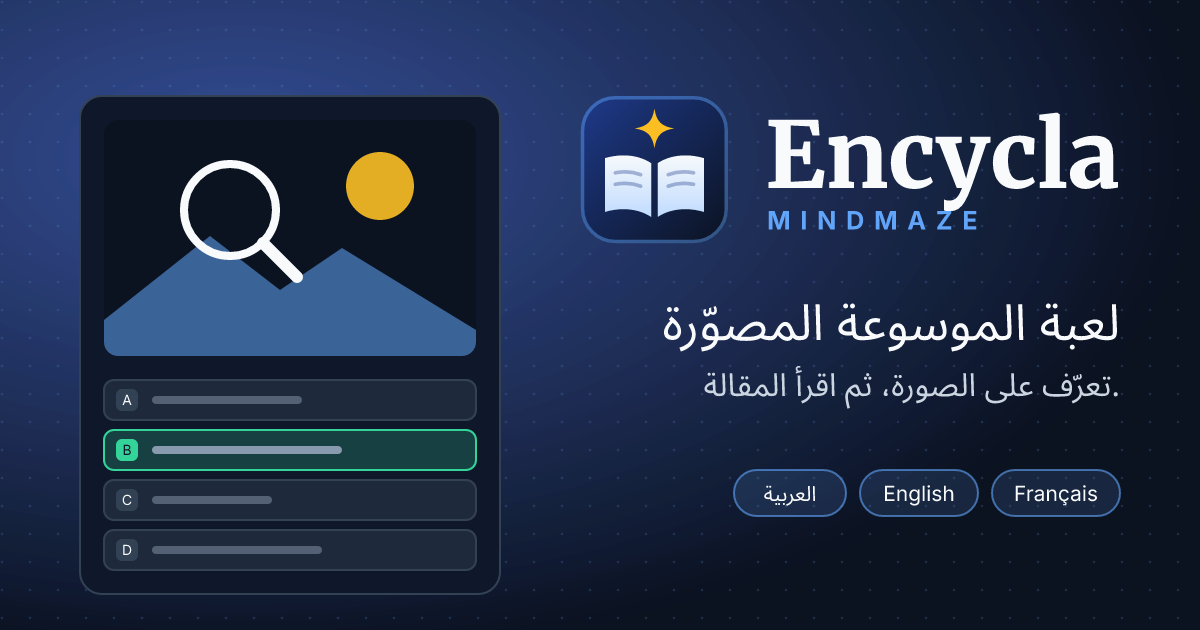 Encycla
MINDMAZE
لعبة الموسوعة المصوّرة
تعرّف على الصورة، ثم اقرأ المقالة.
العربية
English
Français
A
B
C
D